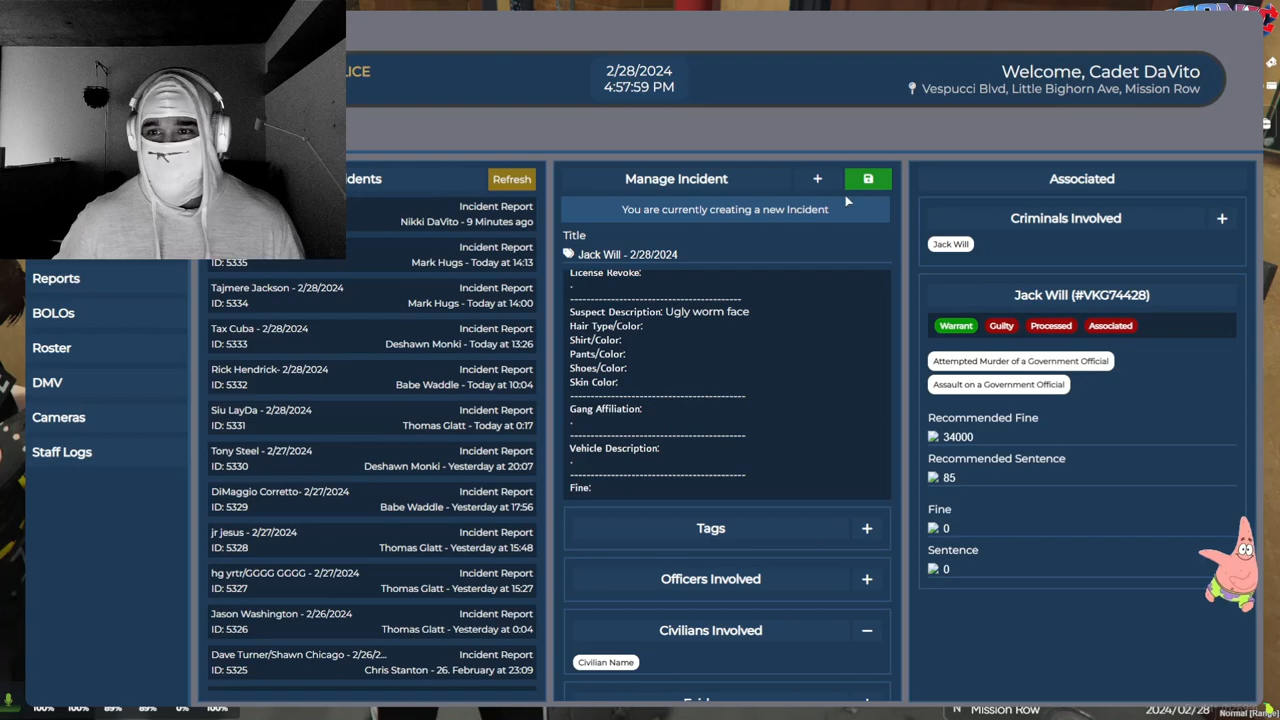 ICE
2/28/2024
4:57:59 PM
Welcome, Cadet DaVito
Vespucci Blvd, Little Bighorn Ave, Mission Row
Reports
BOLOs
Roster
DMV
Cameras
Staff Logs
dents
Refresh
Incident Report
Nikki DaVito - 9 Minutes ago
Incident Report
ID: 5335
Mark Hugs - Today at 14:13
Tajmere Jackson - 2/28/2024
Incident Report
ID: 5334
Mark Hugs - Today at 14:00
Tax Cuba - 2/28/2024
Incident Report
ID: 5333
Deshawn Monki - Today at 13:26
Rick Hendrick- 2/28/2024
Incident Report
ID: 5332
Babe Waddle - Today at 10:04
Siu LayDa - 2/28/2024
Incident Report
ID: 5331
Thomas Glatt - Today at 0:17
Tony Steel - 2/27/2024
Incident Report
ID: 5330
Deshawn Monki - Yesterday at 20:07
DiMaggio Corretto- 2/27/2024
Incident Report
ID: 5329
Babe Waddle - Yesterday at 17:56
jr jesus - 2/27/2024
Incident Report
ID: 5328
Thomas Glatt - Yesterday at 15:48
hg yrtr/GGGG GGGG - 2/27/2024
Incident Report
ID: 5327
Thomas Glatt - Yesterday at 15:27
Jason Washington - 2/26/2024
Incident Report
ID: 5326
Thomas Glatt - Yesterday at 0:04
Dave Turner/Shawn Chicago - 2/26/2...
Incident Report
ID: 5325
Chris Stanton - 26. February at 23:09
Manage Incident
+
You are currently creating a new Incident
Title
Jack Will - 2/28/2024
License Revoke:
.
------------------------------------------
Suspect Description: Ugly worm face
Hair Type/Color:
Shirt/Color:
Pants/Color:
Shoes/Color:
Skin Color:
-------------------------------------------
Gang Affiliation:
.
-------------------------------------------
Vehicle Description:
.
-------------------------------------------
Fine:
Tags
+
Officers Involved
+
Civilians Involved
−
Civilian Name
Associated
Criminals Involved
+
Jack Will
Jack Will (#VKG74428)
Warrant
Guilty
Processed
Associated
Attempted Murder of a Government Official
Assault on a Government Official
Recommended Fine
34000
Recommended Sentence
85
Fine
0
Sentence
0
100%
100%
89%
89%
0%
100%
N
Mission Row
2024/02/28
Normal [Range]